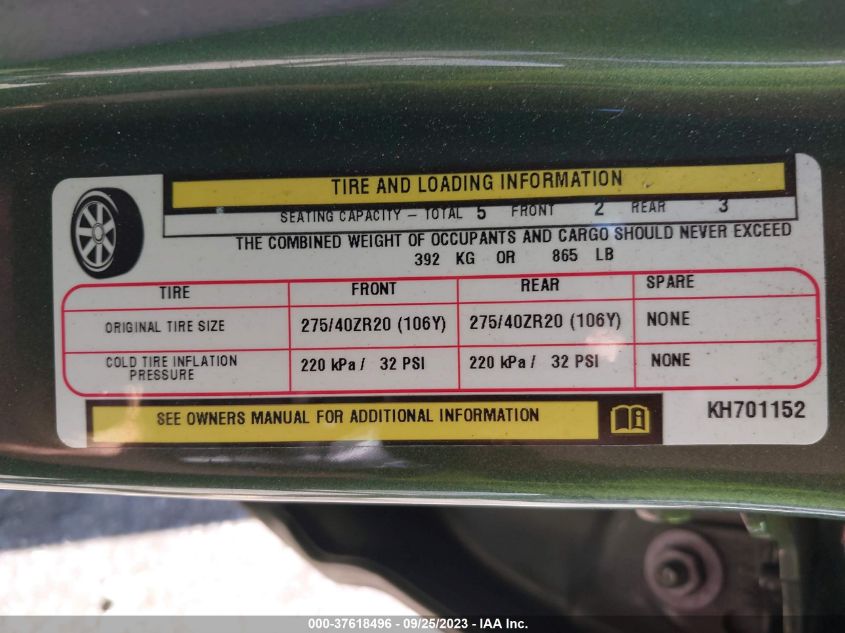 TIRE AND LOADING INFORMATION
SEATING CAPACITY – TOTAL 5 FRONT 2 REAR 3
THE COMBINED WEIGHT OF OCCUPANTS AND CARGO SHOULD NEVER EXCEED
392 KG OR 865 LB
TIRE FRONT REAR SPARE
ORIGINAL TIRE SIZE 275/40ZR20 (106Y) 275/40ZR20 (106Y) NONE
COLD TIRE INFLATION
PRESSURE 220 kPa / 32 PSI 220 kPa / 32 PSI NONE
SEE OWNERS MANUAL FOR ADDITIONAL INFORMATION
KH701152
000-37618496 - 09/25/2023 - IAA Inc.